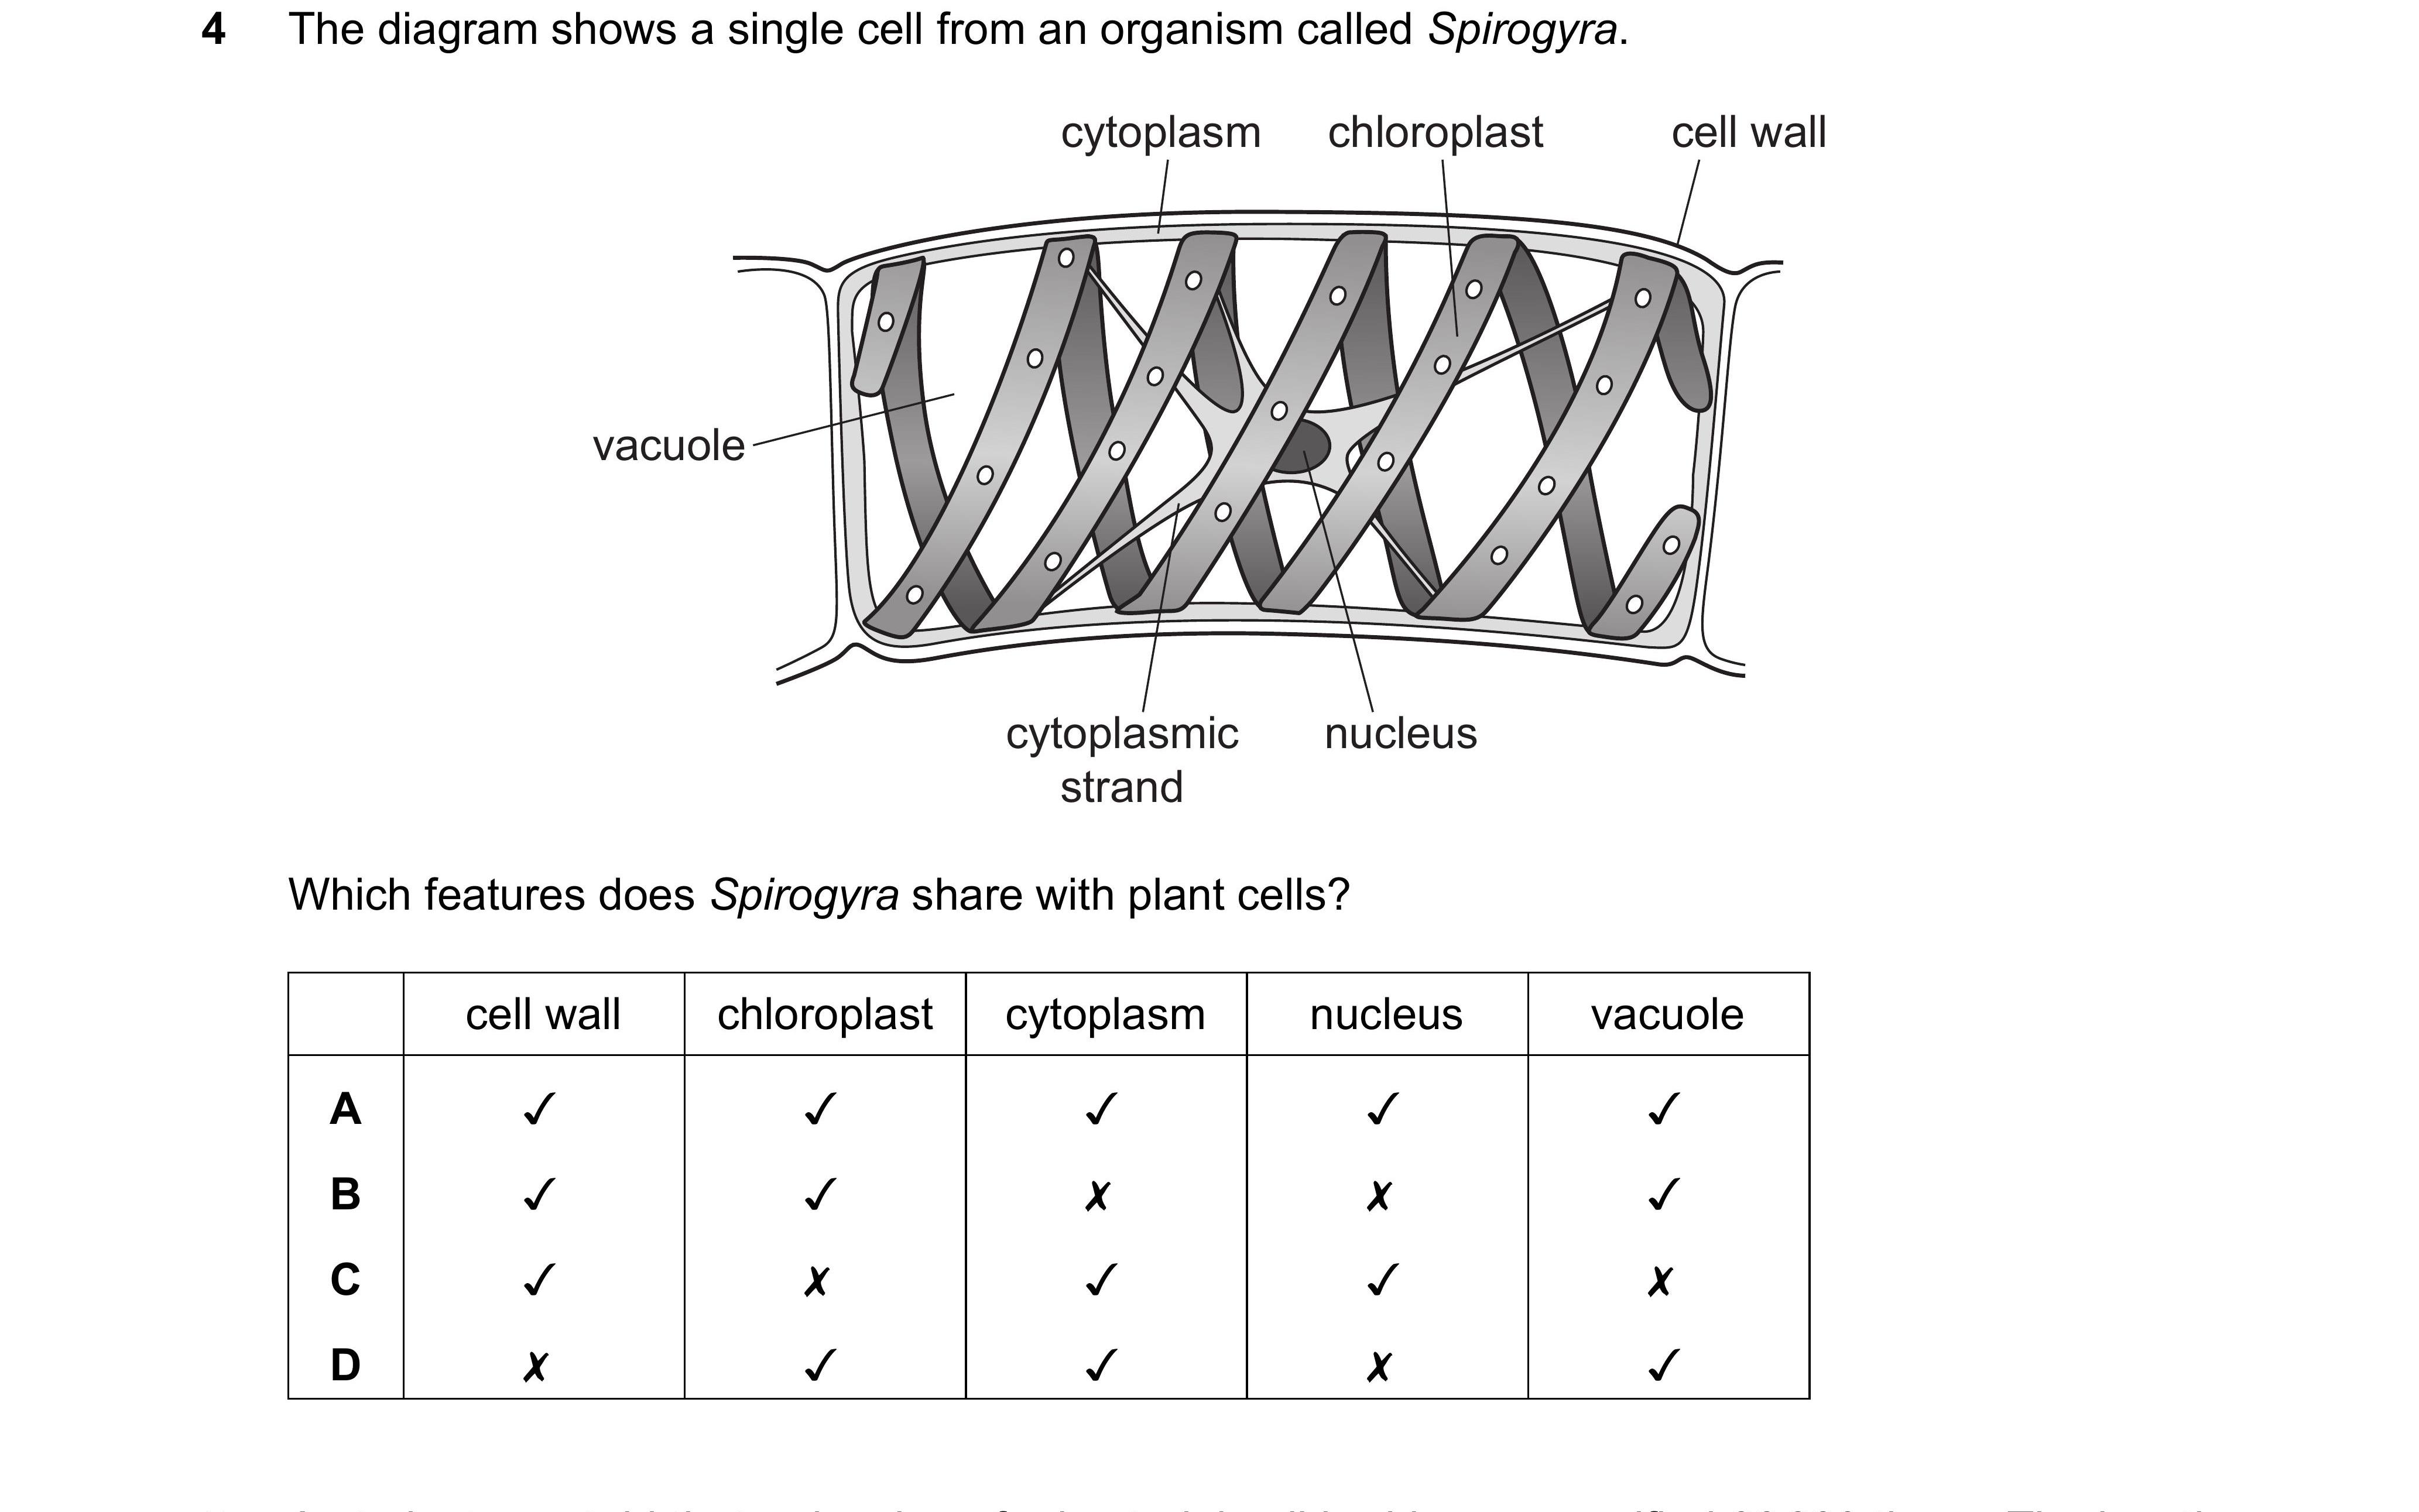 4 The diagram shows a single cell from an organism called Spirogyra.
cytoplasm chloroplast cell wall
vacuole
cytoplasmic nucleus
strand
Which features does Spirogyra share with plant cells?
cell wall chloroplast cytoplasm nucleus vacuole
A ✓ ✓ ✓ ✓ ✓
B ✓ ✓ ✗ ✗ ✓
C ✓ ✗ ✓ ✓ ✗
D ✗ ✓ ✓ ✗ ✓